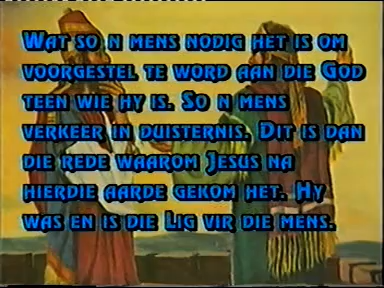 Wat so 'n mens nodig het is om
voorgestel te word aan die God
teen wie hy is. So 'n mens
verkeer in duisternis. Dit is dan
die rede waarom Jesus na
hierdie aarde gekom het. Hy
was en is die Lig vir die mens.